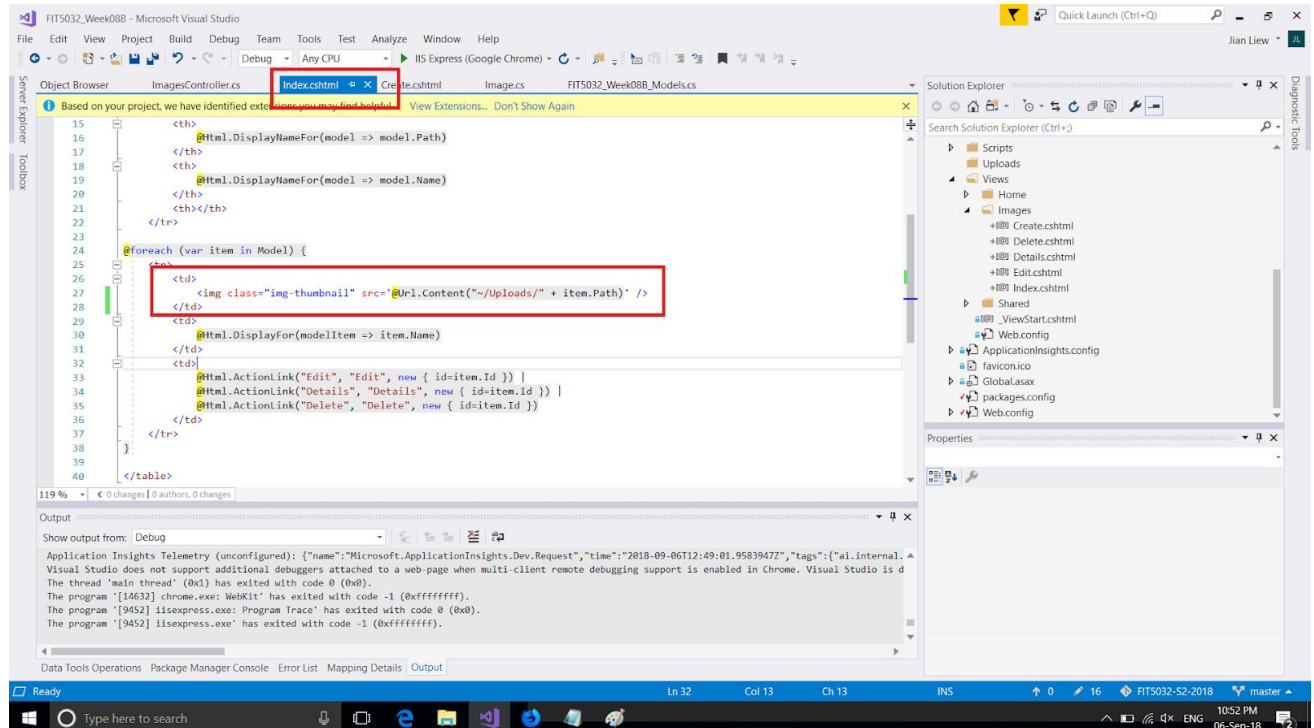 FIT5032_Week08B - Microsoft Visual Studio
Quick Launch (Ctrl+Q)
File Edit View Project Build Debug Team Tools Test Analyze Window Help
Jian Liew JL
Debug Any CPU IIS Express (Google Chrome)
Server Explorer
Toolbox
Object Browser ImagesController.cs Index.cshtml Create.cshtml Image.cs FIT5032_Week08B_Models.cs
Based on your project, we have identified extensions you may find helpful. View Extensions... Don't Show Again
15 <th>
16 @Html.DisplayNameFor(model => model.Path)
17 </th>
18 <th>
19 @Html.DisplayNameFor(model => model.Name)
20 </th>
21 <th></th>
22 </tr>
23
24 @foreach (var item in Model) {
25 <tr>
26 <td>
27 <img class="img-thumbnail" src='@Url.Content("~/Uploads/" + item.Path)' />
28 </td>
29 <td>
30 @Html.DisplayFor(modelItem => item.Name)
31 </td>
32 <td>
33 @Html.ActionLink("Edit", "Edit", new { id=item.Id }) |
34 @Html.ActionLink("Details", "Details", new { id=item.Id }) |
35 @Html.ActionLink("Delete", "Delete", new { id=item.Id })
36 </td>
37 </tr>
38 }
39
40 </table>
119 % 0 changes | 0 authors, 0 changes
Output
Show output from: Debug
Application Insights Telemetry (unconfigured): {"name":"Microsoft.ApplicationInsights.Dev.Request","time":"2018-09-06T12:49:01.9583947Z","tags":{"ai.internal.
Visual Studio does not support additional debuggers attached to a web-page when multi-client remote debugging support is enabled in Chrome. Visual Studio is d
The thread 'main thread' (0x1) has exited with code 0 (0x0).
The program '[14632] chrome.exe: WebKit' has exited with code -1 (0xffffffff).
The program '[9452] iisexpress.exe: Program Trace' has exited with code 0 (0x0).
The program '[9452] iisexpress.exe' has exited with code -1 (0xffffffff).
Data Tools Operations Package Manager Console Error List Mapping Details Output
Solution Explorer
Search Solution Explorer (Ctrl+;)
Scripts
Uploads
Views
Home
Images
Create.cshtml
Delete.cshtml
Details.cshtml
Edit.cshtml
Index.cshtml
Shared
_ViewStart.cshtml
Web.config
ApplicationInsights.config
favicon.ico
Global.asax
packages.config
Web.config
Properties
Diagnostic Tools
Ready Ln 32 Col 13 Ch 13 INS 0 16 FIT5032-S2-2018 master
Type here to search
ENG
10:52 PM
06-Sep-18
2